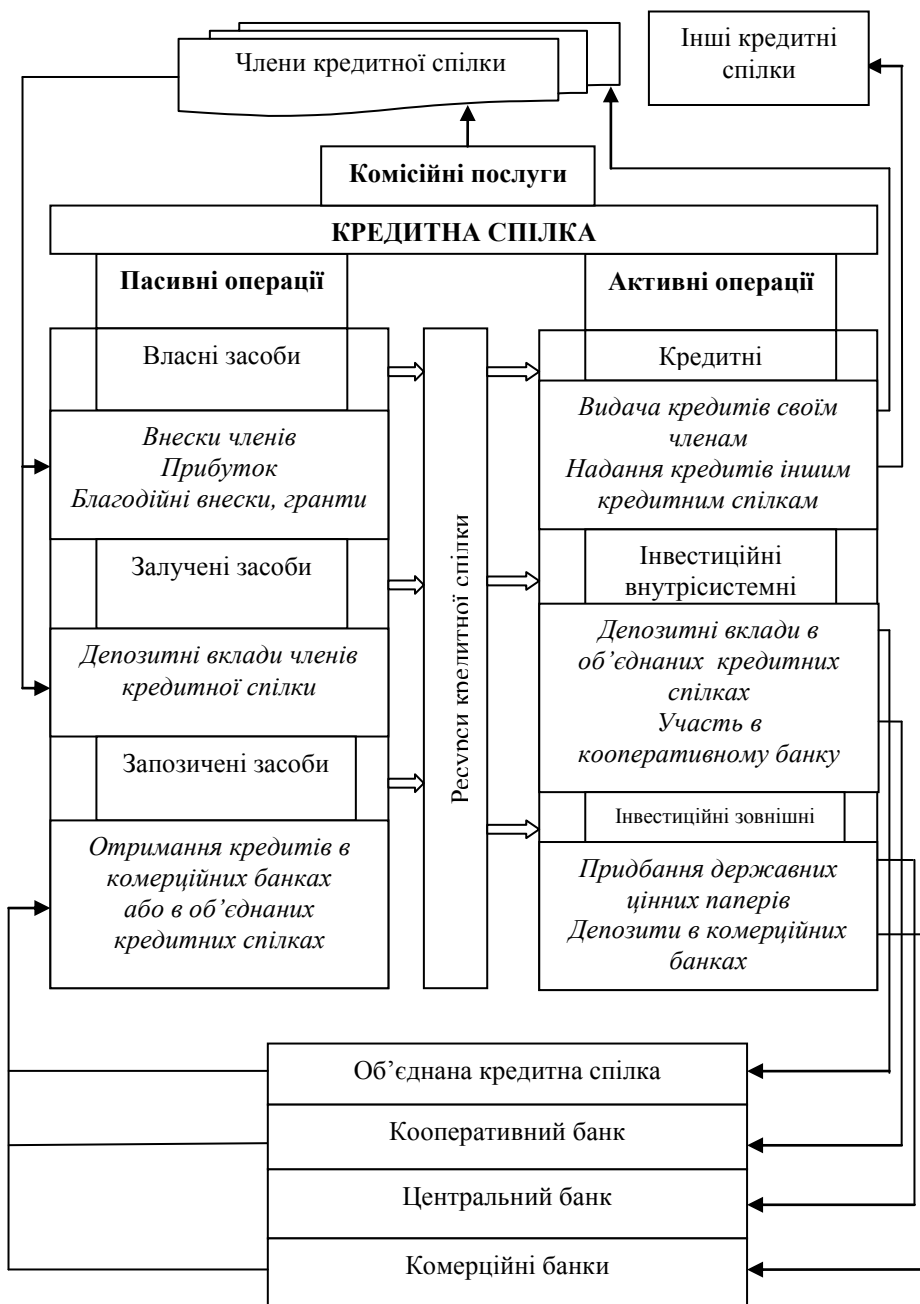 Члени кредитної спілки
Інші кредитні
спілки
Комісійні послуги
КРЕДИТНА СПІЛКА
Пасивні операції
Власні засоби
Внески членів
Прибуток
Благодійні внески, гранти
Залучені засоби
Депозитні вклади членів
кредитної спілки
Запозичені засоби
Отримання кредитів в
комерційних банках
або в об’єднаних
кредитних спілках
Ресурси кредитної спілки
Активні операції
Кредитні
Видача кредитів своїм
членам
Надання кредитів іншим
кредитним спілкам
Інвестиційні
внутрісистемні
Депозитні вклади в
об’єднаних кредитних
спілках
Участь в
кооперативному банку
Інвестиційні зовнішні
Придбання державних
цінних паперів
Депозити в комерційних
банках
Об’єднана кредитна спілка
Кооперативний банк
Центральний банк
Комерційні банки